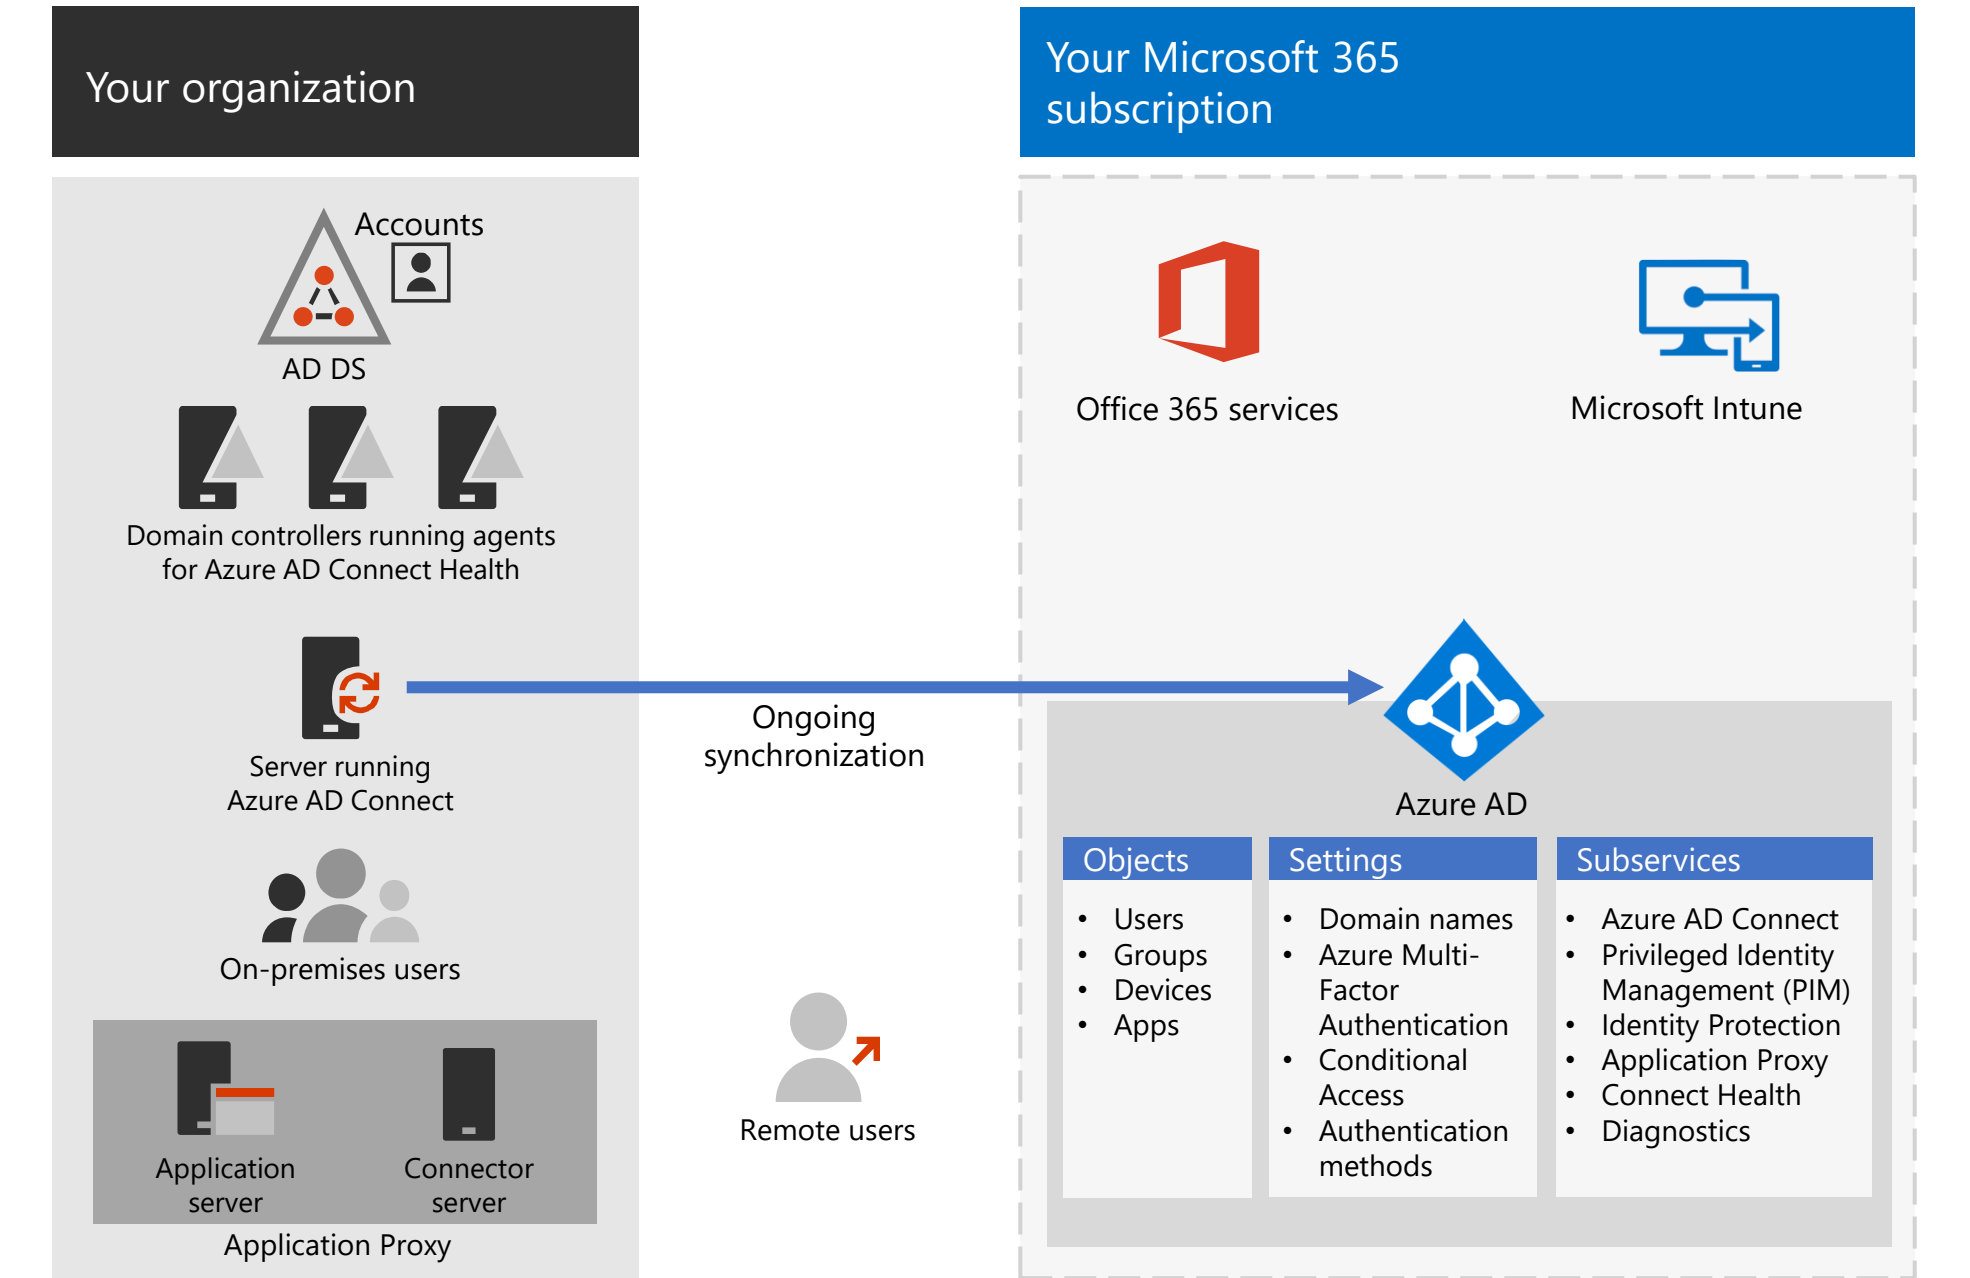 Your organization
Accounts
AD DS
Domain controllers running agents
for Azure AD Connect Health
Server running
Azure AD Connect
On-premises users
Application
server
Connector
server
Application Proxy
Ongoing
synchronization
Remote users
Your Microsoft 365
subscription
Office 365 services
Microsoft Intune
Azure AD
Objects
• Users
• Groups
• Devices
• Apps
Settings
• Domain names
• Azure Multi-
Factor
Authentication
• Conditional
Access
• Authentication
methods
Subservices
• Azure AD Connect
• Privileged Identity
Management (PIM)
• Identity Protection
• Application Proxy
• Connect Health
• Diagnostics